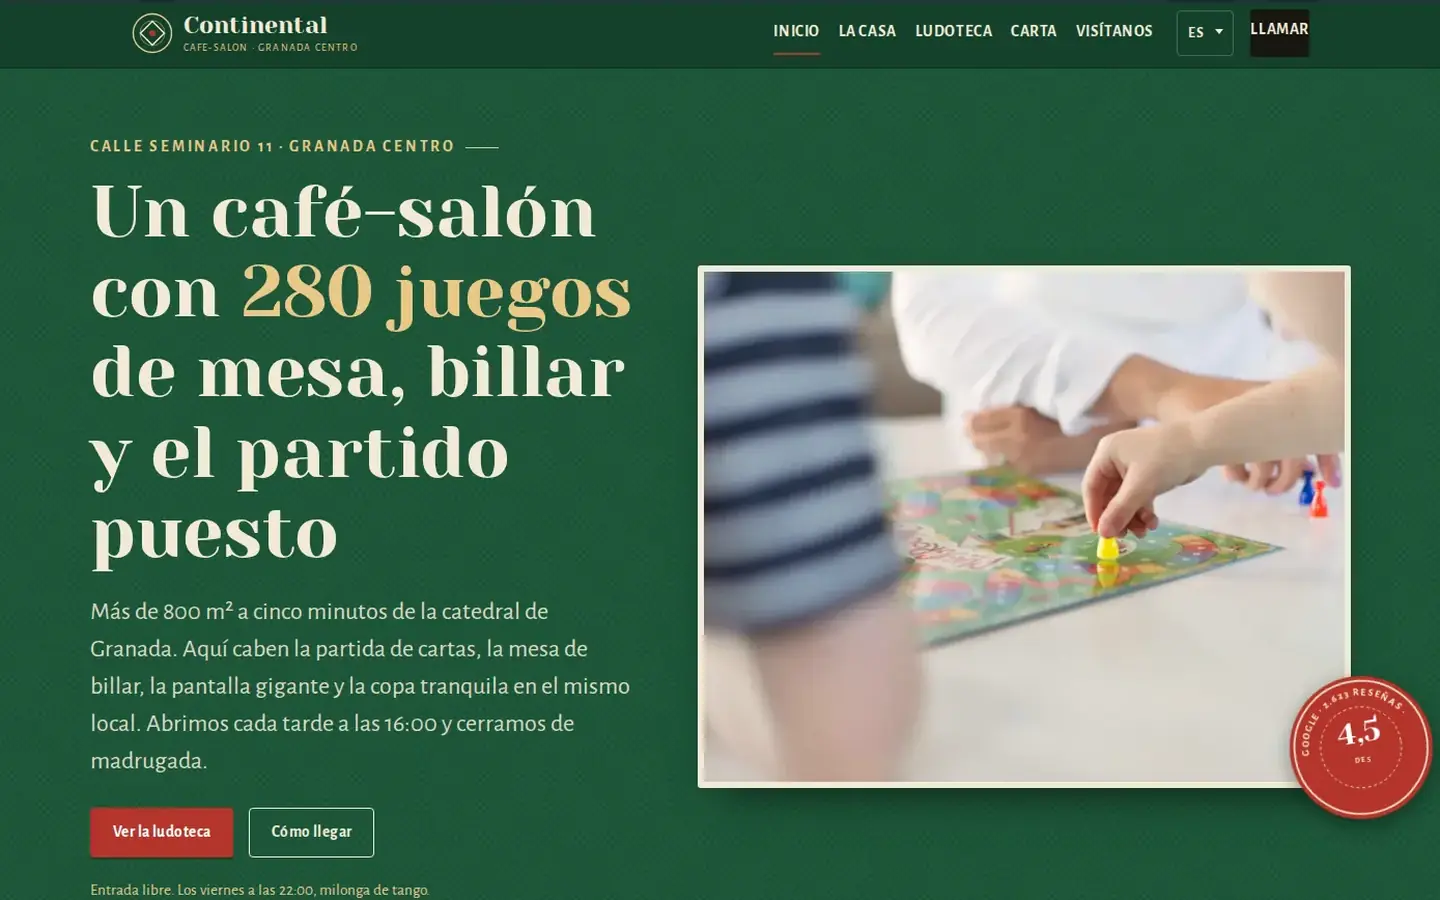 Continental
CAFE-SALON · GRANADA CENTRO
INICIO
LA CASA
LUDOTECA
CARTA
VISÍTANOS
ES
LLAMAR
CALLE SEMINARIO 11 · GRANADA CENTRO
Un café-salón
con 280 juegos
de mesa, billar
y el partido
puesto
Más de 800 m² a cinco minutos de la catedral de
Granada. Aquí caben la partida de cartas, la mesa de
billar, la pantalla gigante y la copa tranquila en el mismo
local. Abrimos cada tarde a las 16:00 y cerramos de
madrugada.
Ver la ludoteca
Cómo llegar
Entrada libre. Los viernes a las 22:00, milonga de tango.
GOOGLE · 2.623 RESEÑAS
4,5
DES